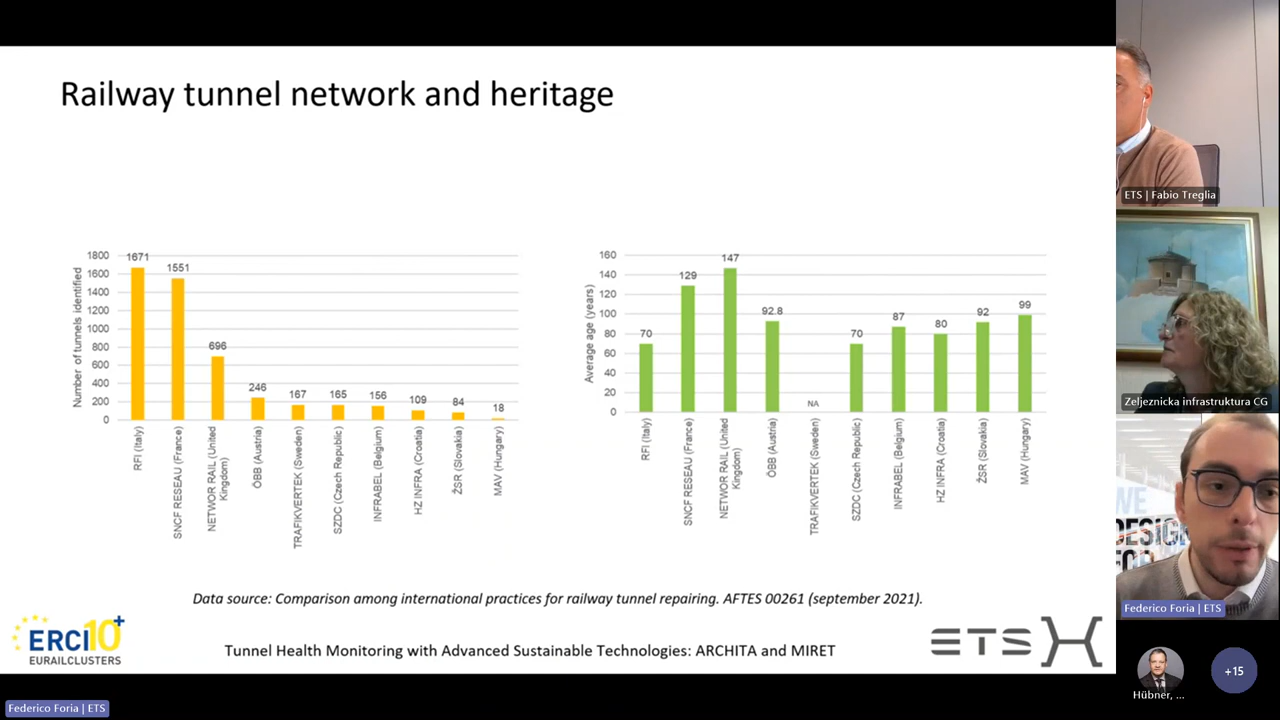 Railway tunnel network and heritage
Number of tunnels identified
1800
1600
1400
1200
1000
800
600
400
200
0
1671
1551
696
246
167
165
156
109
84
18
RFI (Italy)
SNCF RESEAU (France)
NETWOR RAIL (United
Kingdom)
ÖBB (Austria)
TRAFIKVERTEK (Sweden)
SZDC (Czech Republic)
INFRABEL (Belgium)
HZ INFRA (Croatia)
ŽSR (Slovakia)
MAV (Hungary)
Average age (years)
160
140
120
100
80
60
40
20
0
70
129
147
92.8
NA
70
87
80
92
99
RFI (Italy)
SNCF RESEAU (France)
NETWOR RAIL (United
Kingdom)
ÖBB (Austria)
TRAFIKVERTEK (Sweden)
SZDC (Czech Republic)
INFRABEL (Belgium)
HZ INFRA (Croatia)
ŽSR (Slovakia)
MAV (Hungary)
Data source: Comparison among international practices for railway tunnel repairing. AFTES 00261 (september 2021).
ERCI10+
EURAILCLUSTERS
Tunnel Health Monitoring with Advanced Sustainable Technologies: ARCHITA and MIRET
ETS
Federico Foria | ETS
ETS | Fabio Treglia
Zeljeznicka infrastruktura CG
WE
DESIGN
FOR
Federico Foria | ETS
Hübner, ...
+15